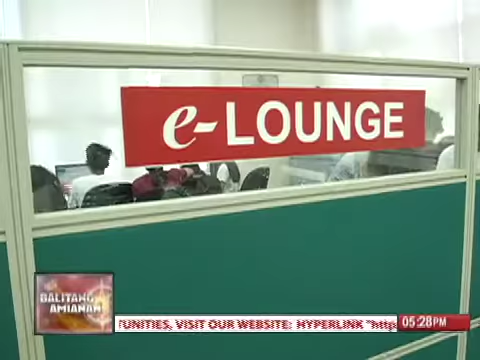 e-LOUNGE
BALITANG
AMIANAN
TUNITIES, VISIT OUR WEBSITE: HYPERLINK "http
05:28PM